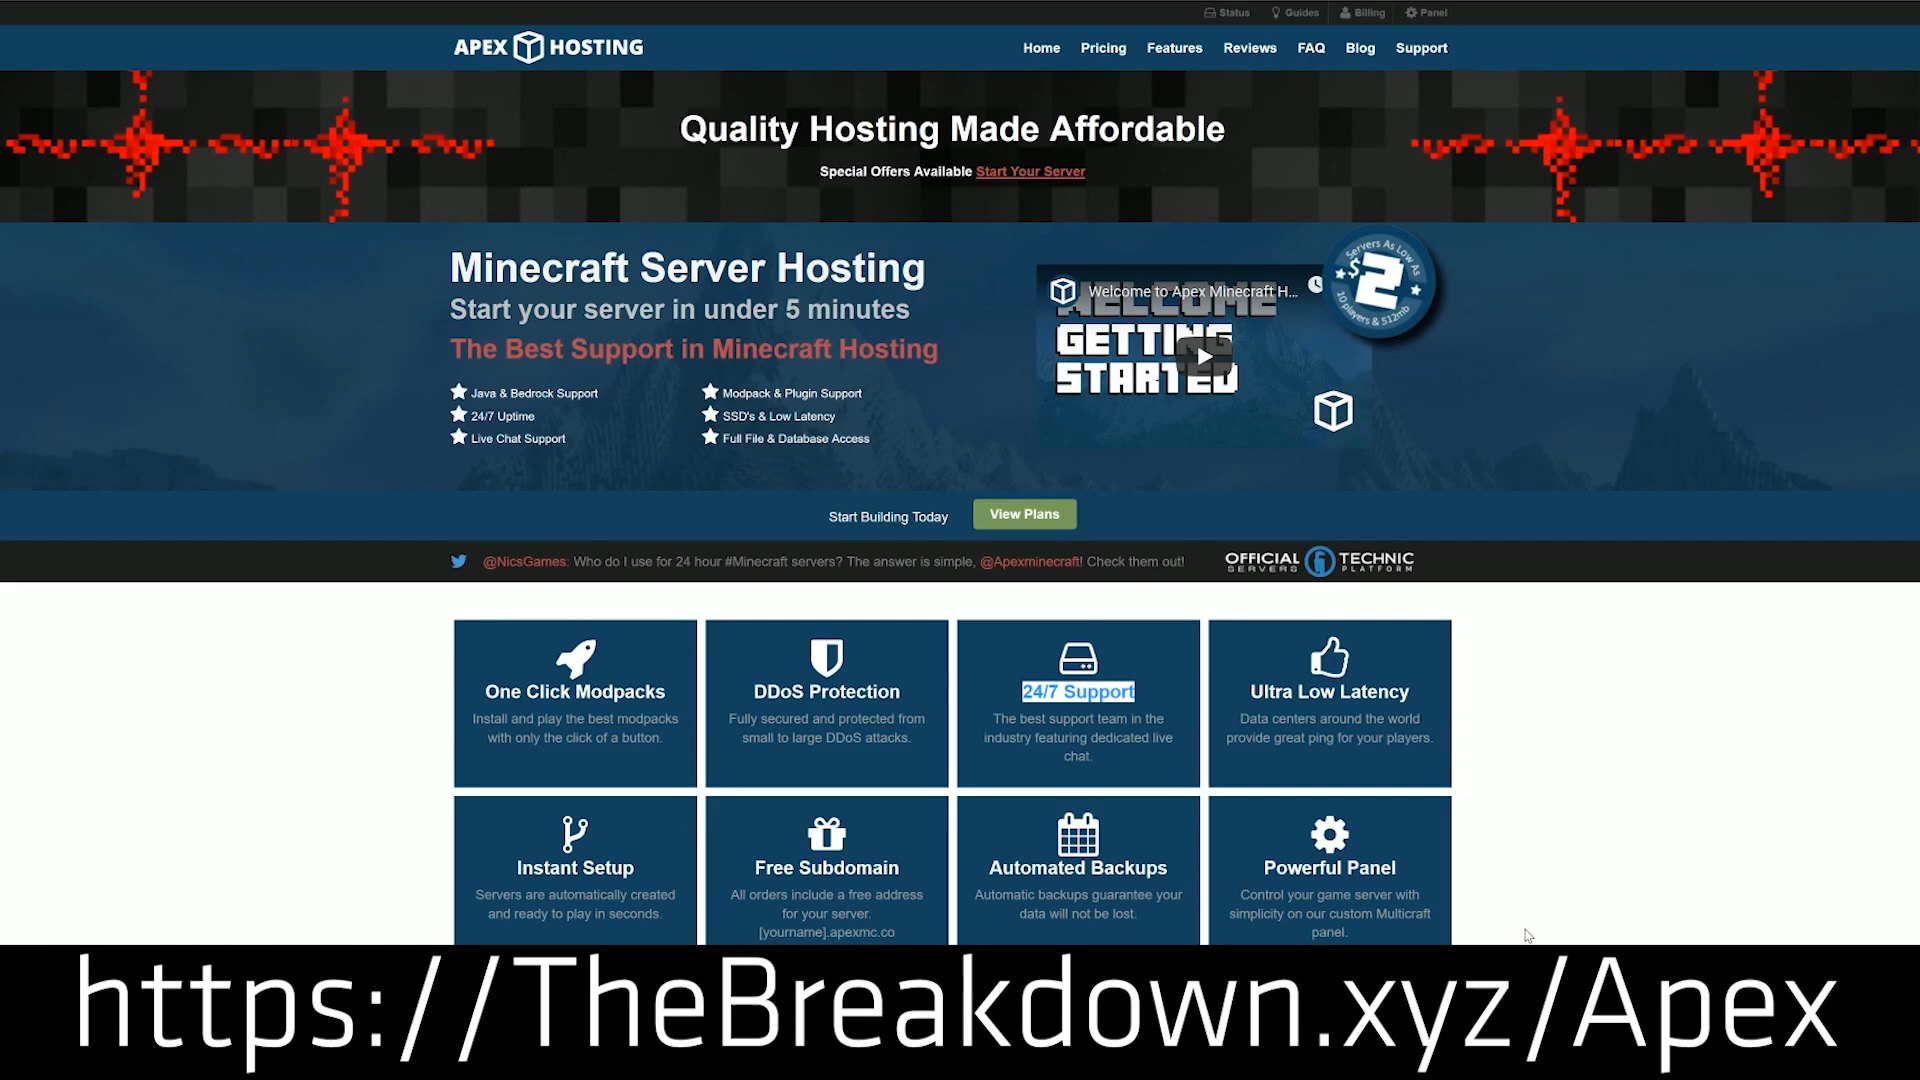 Status Guides Billing Panel
APEX HOSTING
Home Pricing Features Reviews FAQ Blog Support
Quality Hosting Made Affordable
Special Offers Available Start Your Server
Minecraft Server Hosting
Start your server in under 5 minutes
The Best Support in Minecraft Hosting
Java & Bedrock Support
Modpack & Plugin Support
24/7 Uptime
SSD's & Low Latency
Live Chat Support
Full File & Database Access
Welcome to Apex Minecraft H...
WELCOME
GETTING
STARTED
Servers As Low As
$2
10 players & 512mb
Start Building Today
View Plans
@NicsGames: Who do I use for 24 hour #Minecraft servers? The answer is simple, @Apexminecraft! Check them out!
OFFICIAL TECHNIC
SERVERS PLATFORM
One Click Modpacks
Install and play the best modpacks
with only the click of a button.
DDoS Protection
Fully secured and protected from
small to large DDoS attacks.
24/7 Support
The best support team in the
industry featuring dedicated live
chat.
Ultra Low Latency
Data centers around the world
provide great ping for your players.
Instant Setup
Servers are automatically created
and ready to play in seconds.
Free Subdomain
All orders include a free address
for your server.
[yourname].apexmc.co
Automated Backups
Automatic backups guarantee your
data will not be lost.
Powerful Panel
Control your game server with
simplicity on our custom Multicraft
panel.
https://TheBreakdown.xyz/Apex